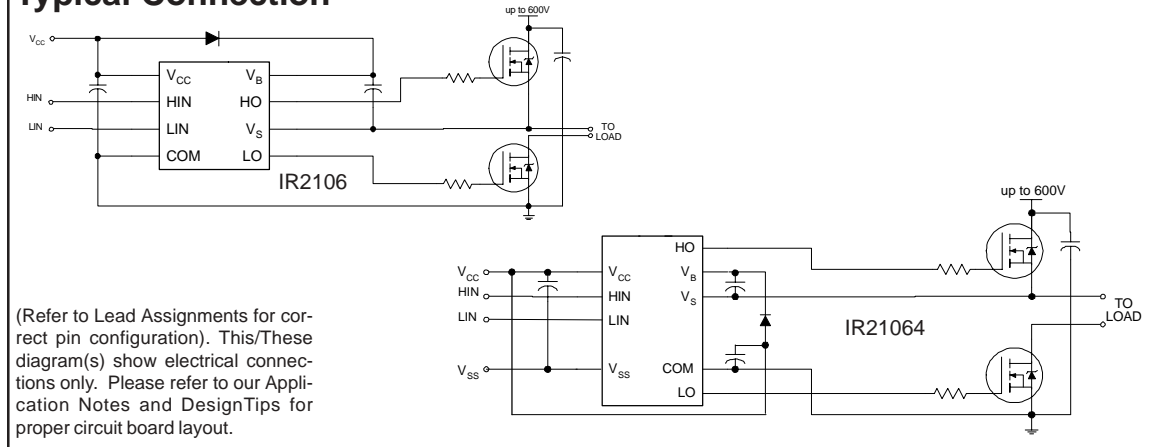 Typical Connection
up to 600V
VCC
VCC
VB
HIN
HIN
HO
LIN
LIN
VS
TO
LOAD
COM
LO
IR2106
up to 600V
HO
VCC
VCC
VB
HIN
HIN
VS
LIN
LIN
TO
LOAD
IR21064
VSS
VSS
COM
LO
(Refer to Lead Assignments for cor-
rect pin configuration). This/These
diagram(s) show electrical connec-
tions only. Please refer to our Appli-
cation Notes and DesignTips for
proper circuit board layout.